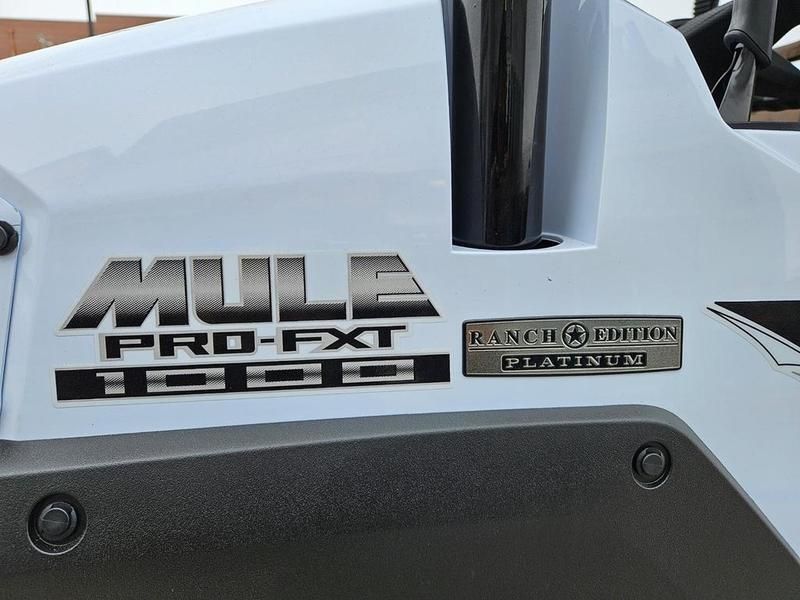 MULE
PRO-FXT
1000
RANCH EDITION
PLATINUM